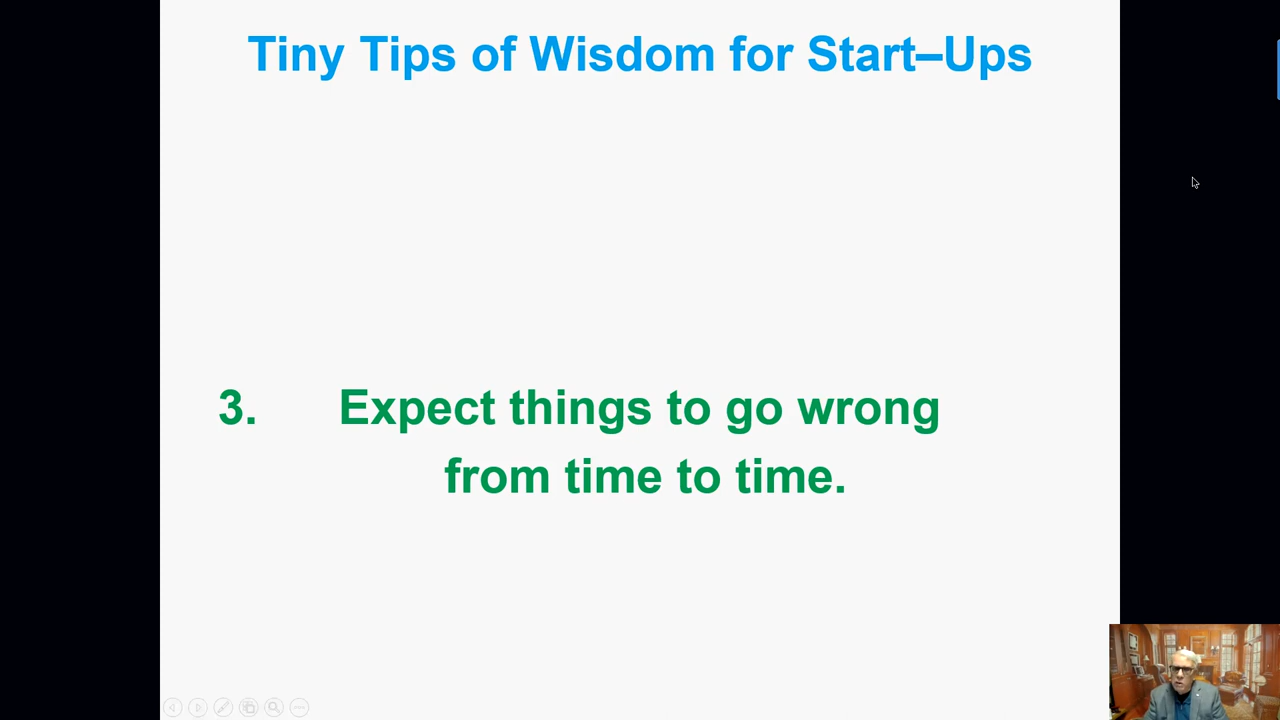 Tiny Tips of Wisdom for Start–Ups
3. Expect things to go wrong
from time to time.